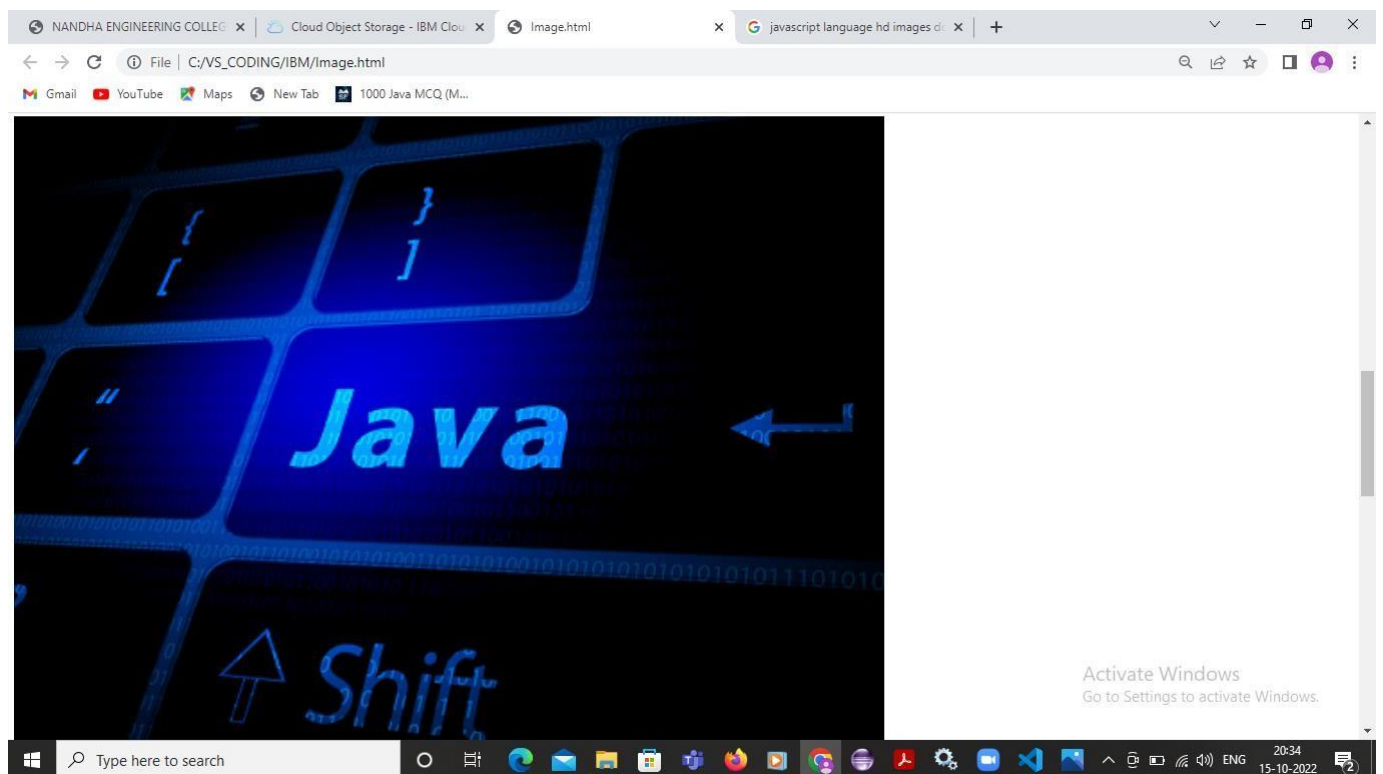 NANDHA ENGINEERING COLLEG
Cloud Object Storage - IBM Clou
Image.html
javascript language hd images d
File | C:/VS_CODING/IBM/Image.html
Gmail
YouTube
Maps
New Tab
1000 Java MCQ (M...
{
[
}
]
"
,
Java
Shift
Activate Windows
Go to Settings to activate Windows.
Type here to search
ENG
20:34
15-10-2022
2